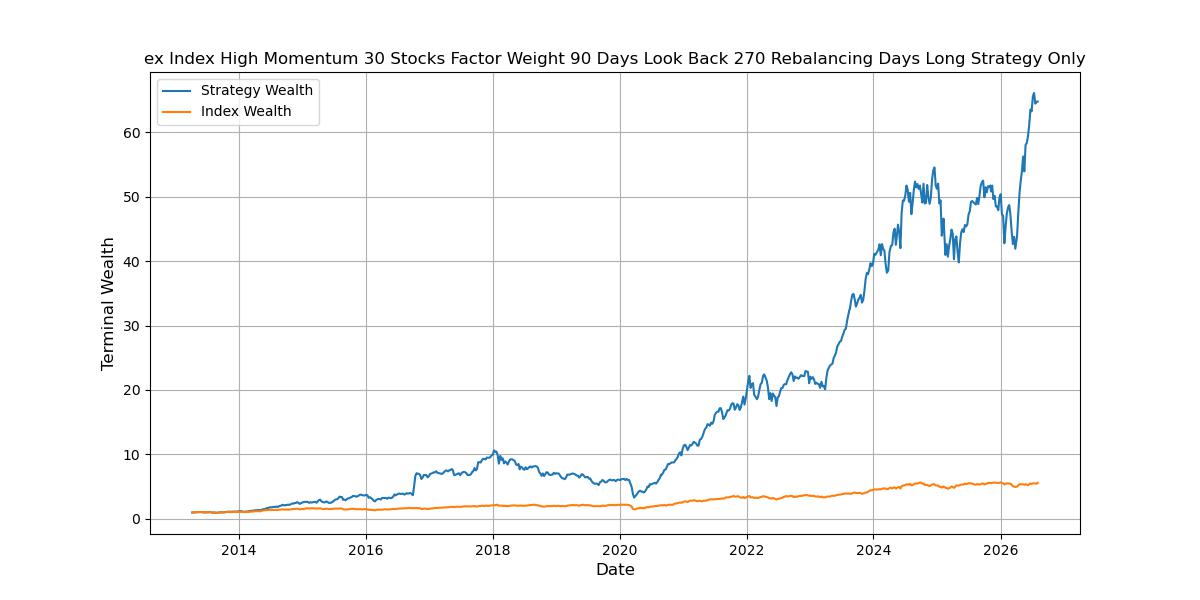 ex Index High Momentum 30 Stocks Factor Weight 90 Days Look Back 270 Rebalancing Days Long Strategy Only
Strategy Wealth
Index Wealth
Terminal Wealth
60
50
40
30
20
10
0
2014 2016 2018 2020 2022 2024 2026
Date